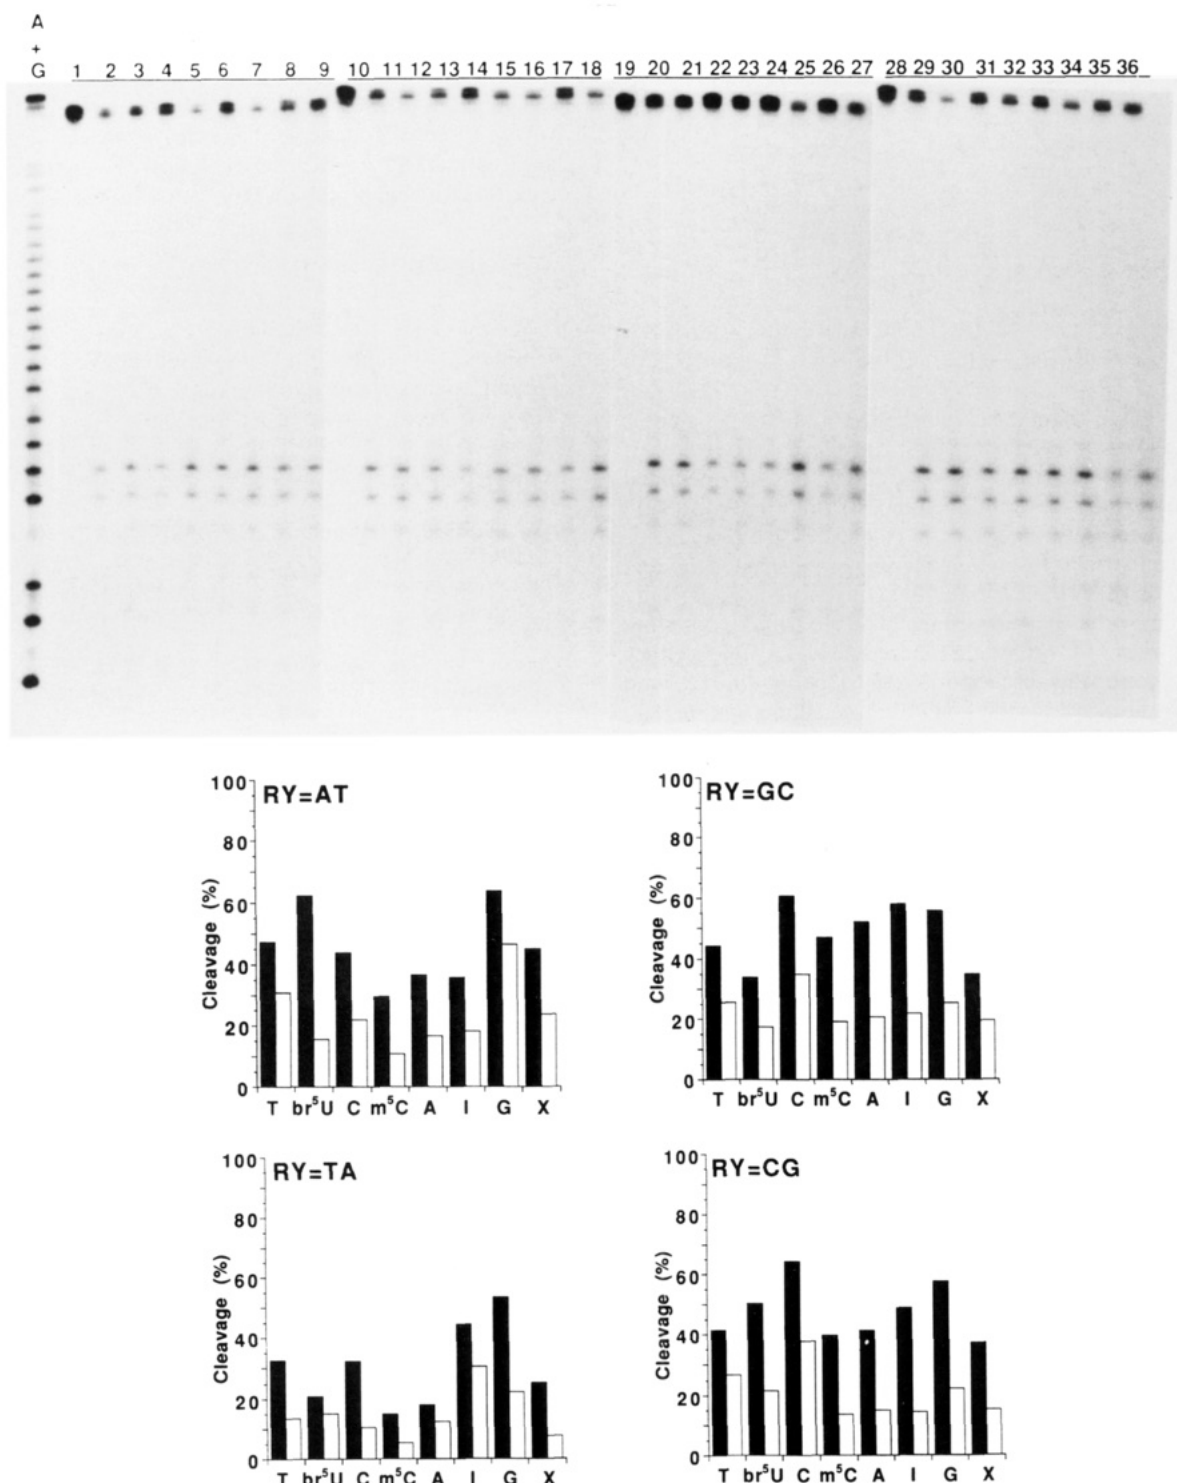 A
+
G 1 2 3 4 5 6 7 8 9 10 11 12 13 14 15 16 17 18 19 20 21 22 23 24 25 26 27 28 29 30 31 32 33 34 35 36
RY=AT
Cleavage (%)
100
80
60
40
20
0
T br⁵U C m⁵C A I G X
RY=GC
Cleavage (%)
100
80
60
40
20
0
T br⁵U C m⁵C A I G X
RY=TA
Cleavage (%)
100
80
60
40
20
0
T br⁵U C m⁵C A I G X
RY=CG
Cleavage (%)
100
80
60
40
20
0
T br⁵U C m⁵C A I G X